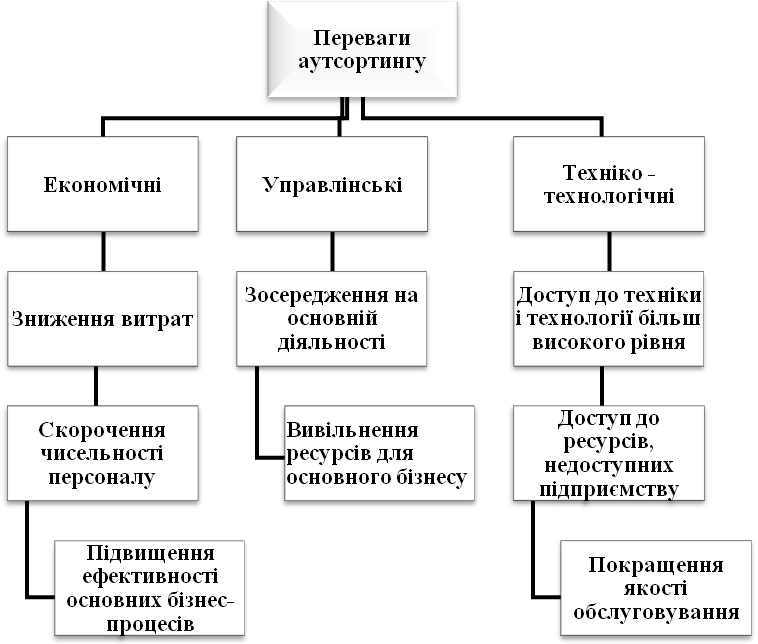 Переваги
аутсортингу
Економічні
Управлінські
Техніко -
технологічні
Зниження витрат
Зосередження на
основній
діяльності
Доступ до техніки
і технології більш
високого рівня
Скорочення
чисельності
персоналу
Вивільнення
ресурсів для
основного бізнесу
Доступ до
ресурсів,
недоступних
підприємству
Підвищення
ефективності
основних бізнес-
процесів
Покращення
якості
обслуговування